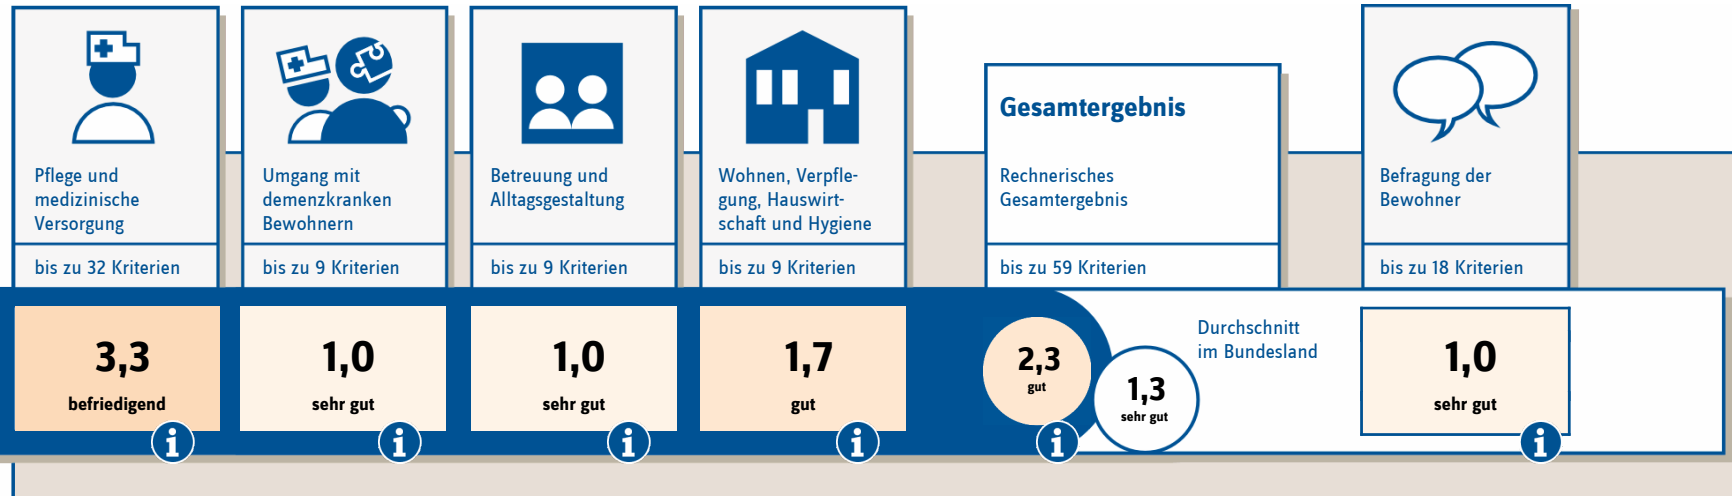 Pflege und
medizinische
Versorgung
bis zu 32 Kriterien
3,3
befriedigend
Umgang mit
demenzkranken
Bewohnern
bis zu 9 Kriterien
1,0
sehr gut
Betreuung und
Alltagsgestaltung
bis zu 9 Kriterien
1,0
sehr gut
Wohnen, Verpfle-
gung, Hauswirt-
schaft und Hygiene
bis zu 9 Kriterien
1,7
gut
Gesamtergebnis
Rechnerisches
Gesamtergebnis
bis zu 59 Kriterien
2,3
gut
1,3
sehr gut
Durchschnitt
im Bundesland
Befragung der
Bewohner
bis zu 18 Kriterien
1,0
sehr gut